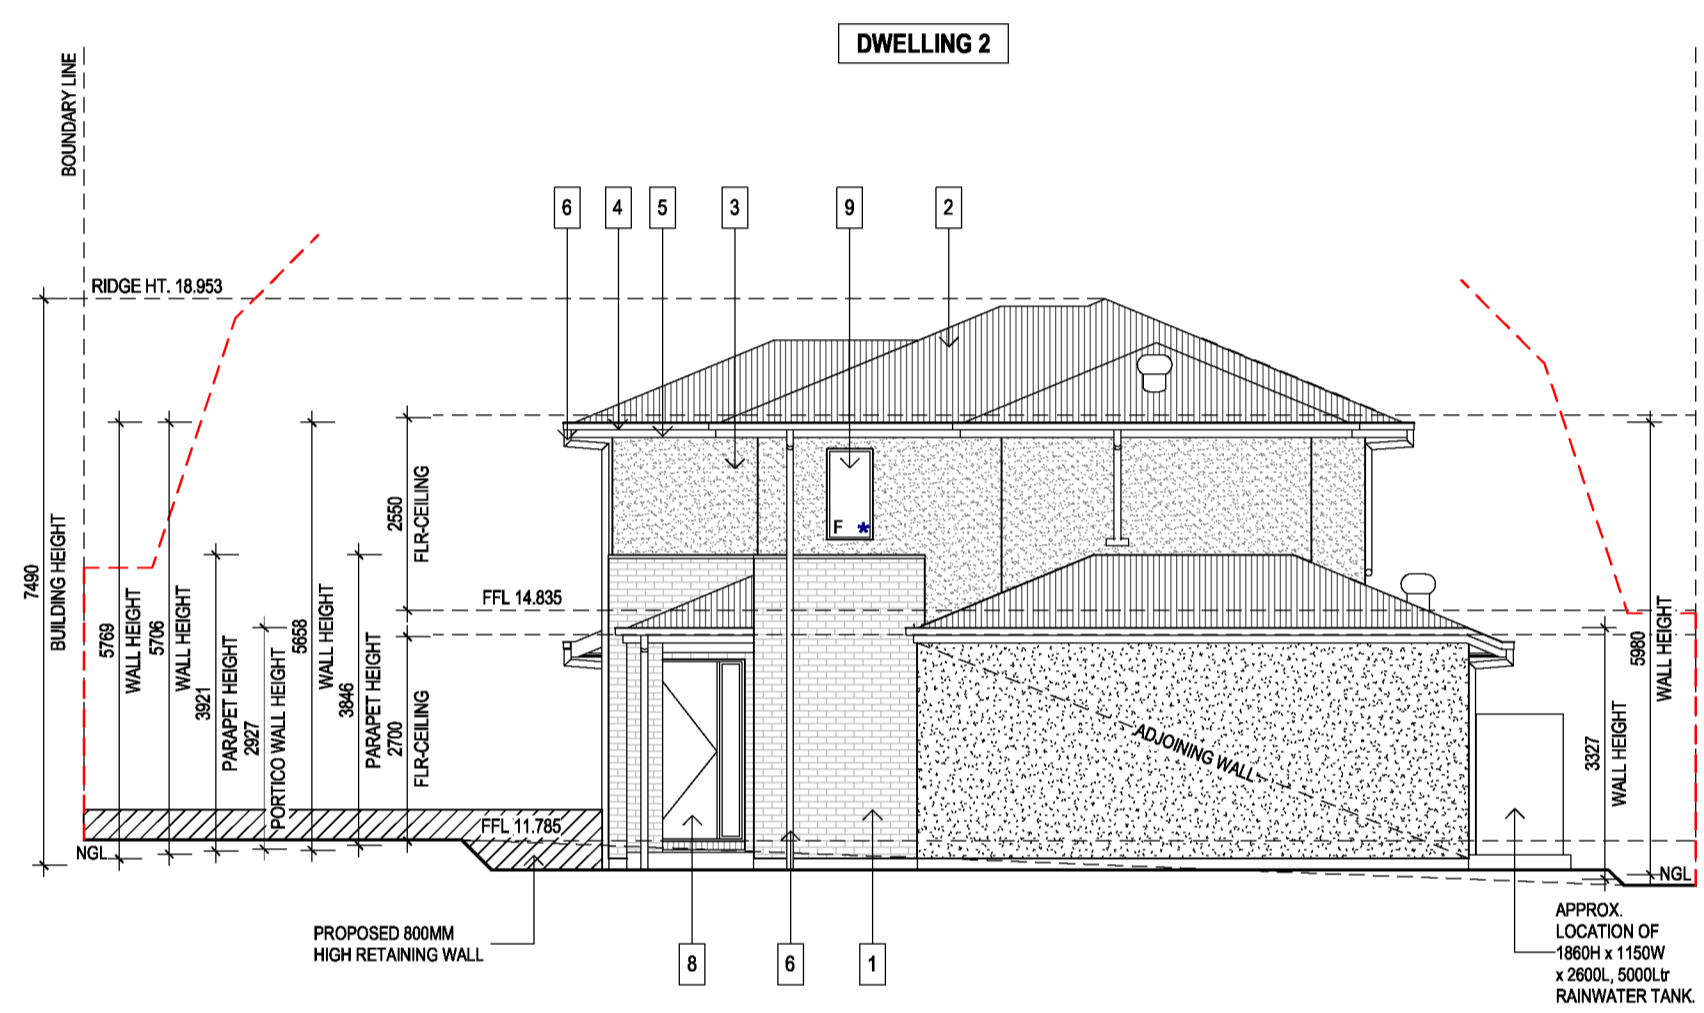 DWELLING 2
BOUNDARY LINE
6
4
5
3
9
2
RIDGE HT. 18.953
7490
BUILDING HEIGHT
5769
WALL HEIGHT
5706
WALL HEIGHT
3921
PARAPET HEIGHT
2927
PORTICO WALL HEIGHT
5658
WALL HEIGHT
3846
PARAPET HEIGHT
2550
FLR-CEILING
2700
FLR-CEILING
FFL 14.835
FFL 11.785
F *
ADJOINING WALL
5980
WALL HEIGHT
3327
WALL HEIGHT
NGL
NGL
PROPOSED 800MM
HIGH RETAINING WALL
8
6
1
APPROX.
LOCATION OF
1860H x 1150W
x 2600L, 5000Ltr
RAINWATER TANK.